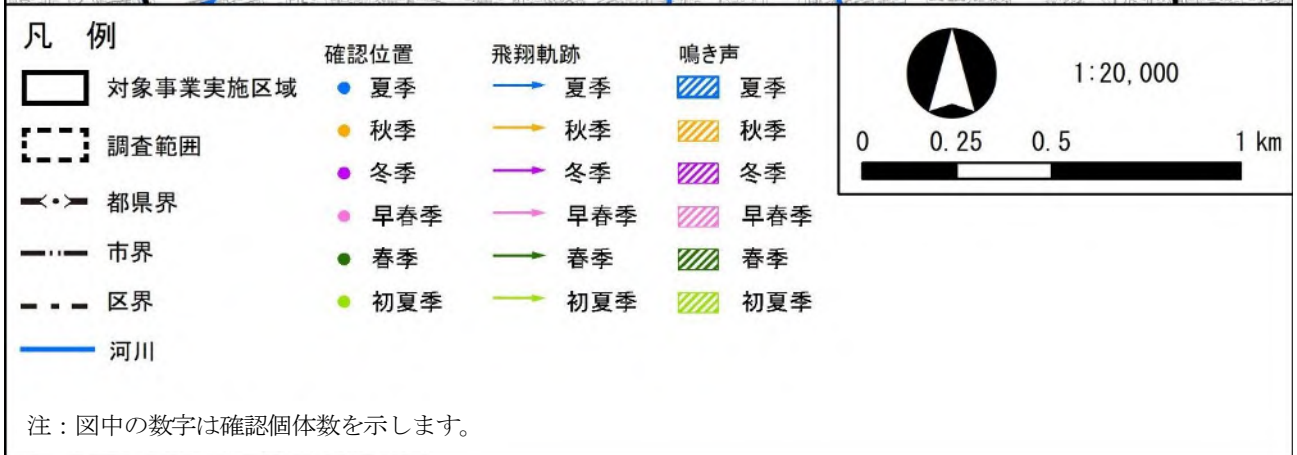 凡 例
対象事業実施区域
調査範囲
都県界
市界
区界
河川
確認位置
夏季
秋季
冬季
早春季
春季
初夏季
飛翔軌跡
夏季
秋季
冬季
早春季
春季
初夏季
鳴き声
夏季
秋季
冬季
早春季
春季
初夏季
注：図中の数字は確認個体数を示します。
1:20,000
0 0.25 0.5 1 km